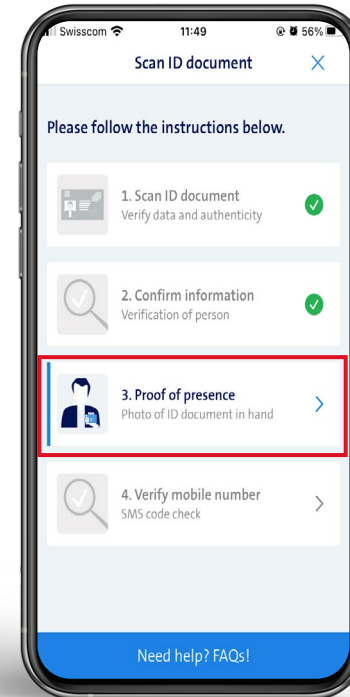 Swisscom
11:49
56%
Scan ID document
Please follow the instructions below.
1. Scan ID document
Verify data and authenticity
2. Confirm information
Verification of person
3. Proof of presence
Photo of ID document in hand
4. Verify mobile number
SMS code check
Need help? FAQs!